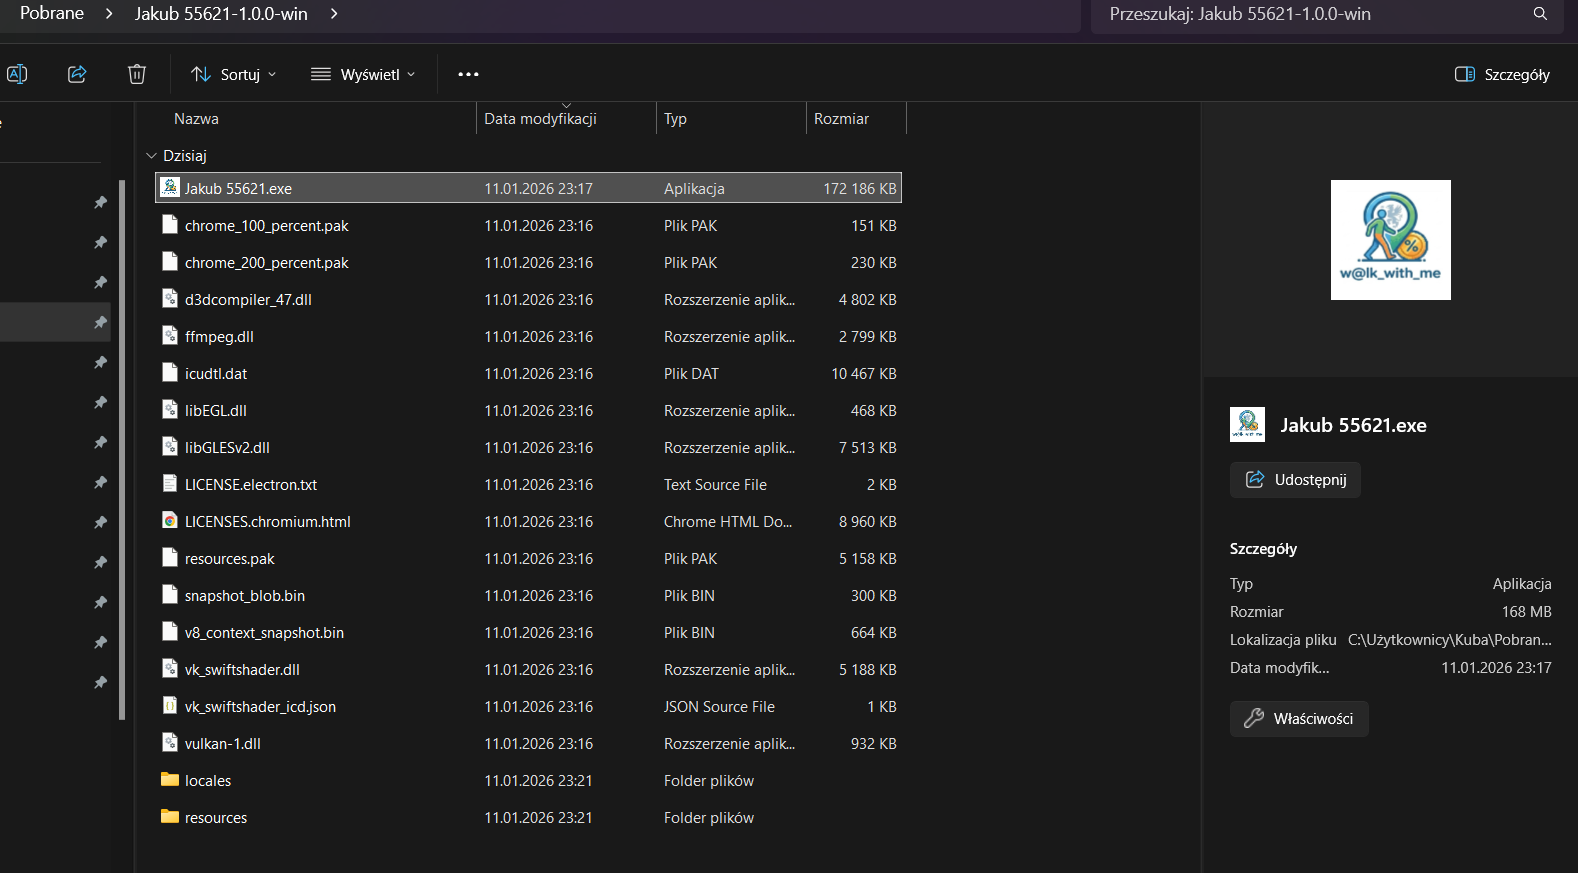 Pobrane > Jakub 55621-1.0.0-win >
Przeszukaj: Jakub 55621-1.0.0-win
Sortuj Wyświetl ••• Szczegóły
Nazwa Data modyfikacji Typ Rozmiar
Dzisiaj
Jakub 55621.exe 11.01.2026 23:17 Aplikacja 172 186 KB
chrome_100_percent.pak 11.01.2026 23:16 Plik PAK 151 KB
chrome_200_percent.pak 11.01.2026 23:16 Plik PAK 230 KB
d3dcompiler_47.dll 11.01.2026 23:16 Rozszerzenie aplik... 4 802 KB
ffmpeg.dll 11.01.2026 23:16 Rozszerzenie aplik... 2 799 KB
icudtl.dat 11.01.2026 23:16 Plik DAT 10 467 KB
libEGL.dll 11.01.2026 23:16 Rozszerzenie aplik... 468 KB
libGLESv2.dll 11.01.2026 23:16 Rozszerzenie aplik... 7 513 KB
LICENSE.electron.txt 11.01.2026 23:16 Text Source File 2 KB
LICENSES.chromium.html 11.01.2026 23:16 Chrome HTML Do... 8 960 KB
resources.pak 11.01.2026 23:16 Plik PAK 5 158 KB
snapshot_blob.bin 11.01.2026 23:16 Plik BIN 300 KB
v8_context_snapshot.bin 11.01.2026 23:16 Plik BIN 664 KB
vk_swiftshader.dll 11.01.2026 23:16 Rozszerzenie aplik... 5 188 KB
vk_swiftshader_icd.json 11.01.2026 23:16 JSON Source File 1 KB
vulkan-1.dll 11.01.2026 23:16 Rozszerzenie aplik... 932 KB
locales 11.01.2026 23:21 Folder plików
resources 11.01.2026 23:21 Folder plików
w@lk_with_me
Jakub 55621.exe
Udostępnij
Szczegóły
Typ Aplikacja
Rozmiar 168 MB
Lokalizacja pliku C:\Użytkownicy\Kuba\Pobran...
Data modyfik... 11.01.2026 23:17
Właściwości